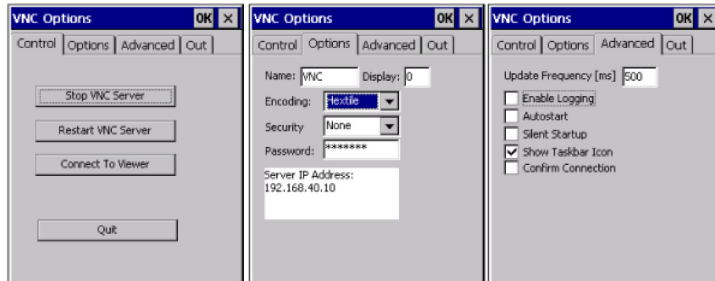 VNC Options OK ×
Control Options Advanced Out
Stop VNC Server
Restart VNC Server
Connect To Viewer
Quit
VNC Options OK ×
Control Options Advanced Out
Name: VNC Display: 0
Encoding: Hextile
Security None
Password: *******
Server IP Address:
192.168.40.10
VNC Options OK ×
Control Options Advanced Out
Update Frequency [ms] 500
Enable Logging
Autostart
Silent Startup
Show Taskbar Icon
Confirm Connection